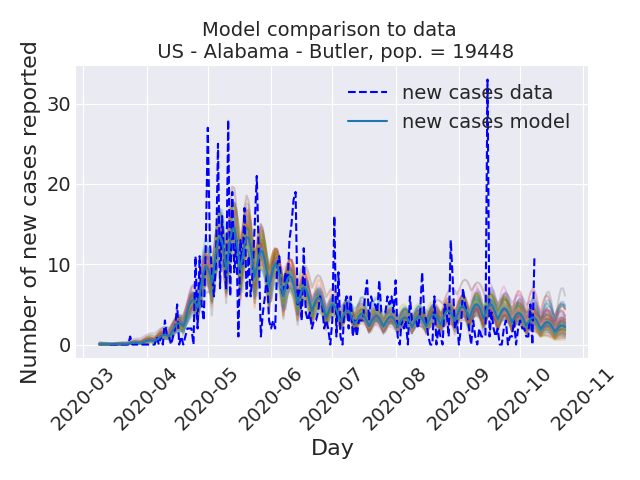 Model comparison to data
US - Alabama - Butler, pop. = 19448
Number of new cases reported
30
20
10
0
new cases data
new cases model
2020-03
2020-04
2020-05
2020-06
2020-07
2020-08
2020-09
2020-10
2020-11
Day